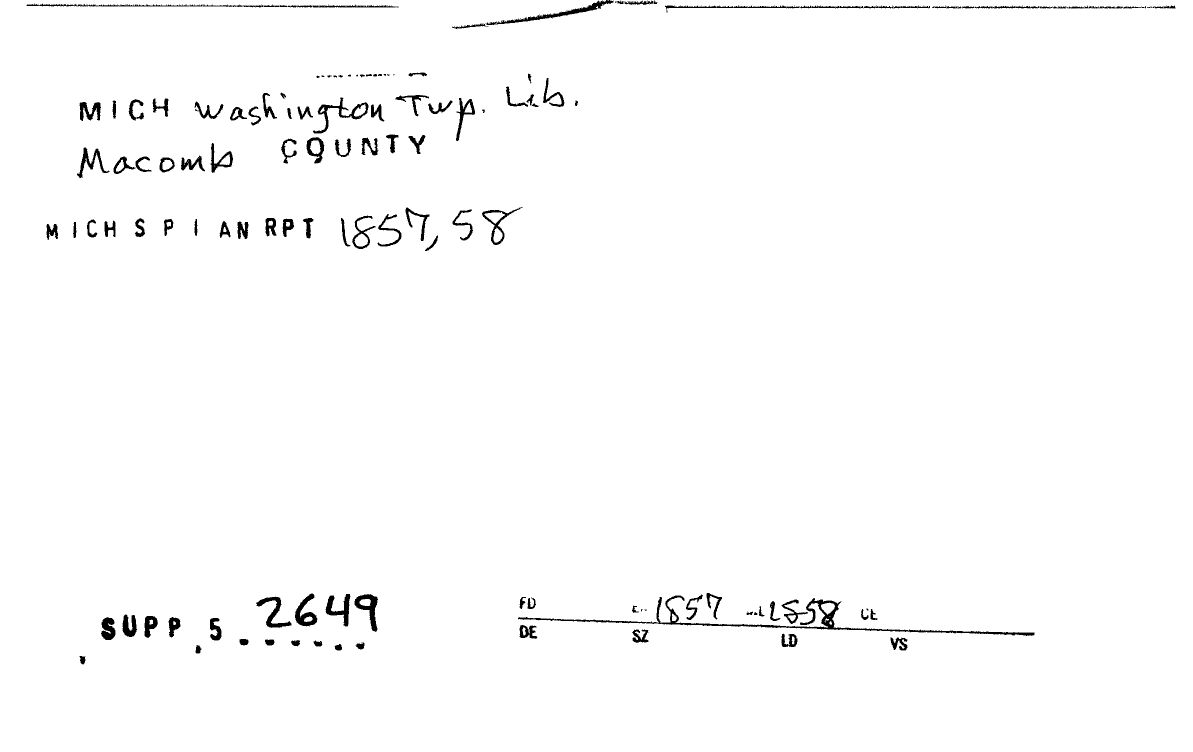 MICH Washington Twp. Lib.
Macomb COUNTY
MICH S P I AN RPT 1857, 58
SUPP 5 2649
FD 1857 1858
DE SZ LD VS